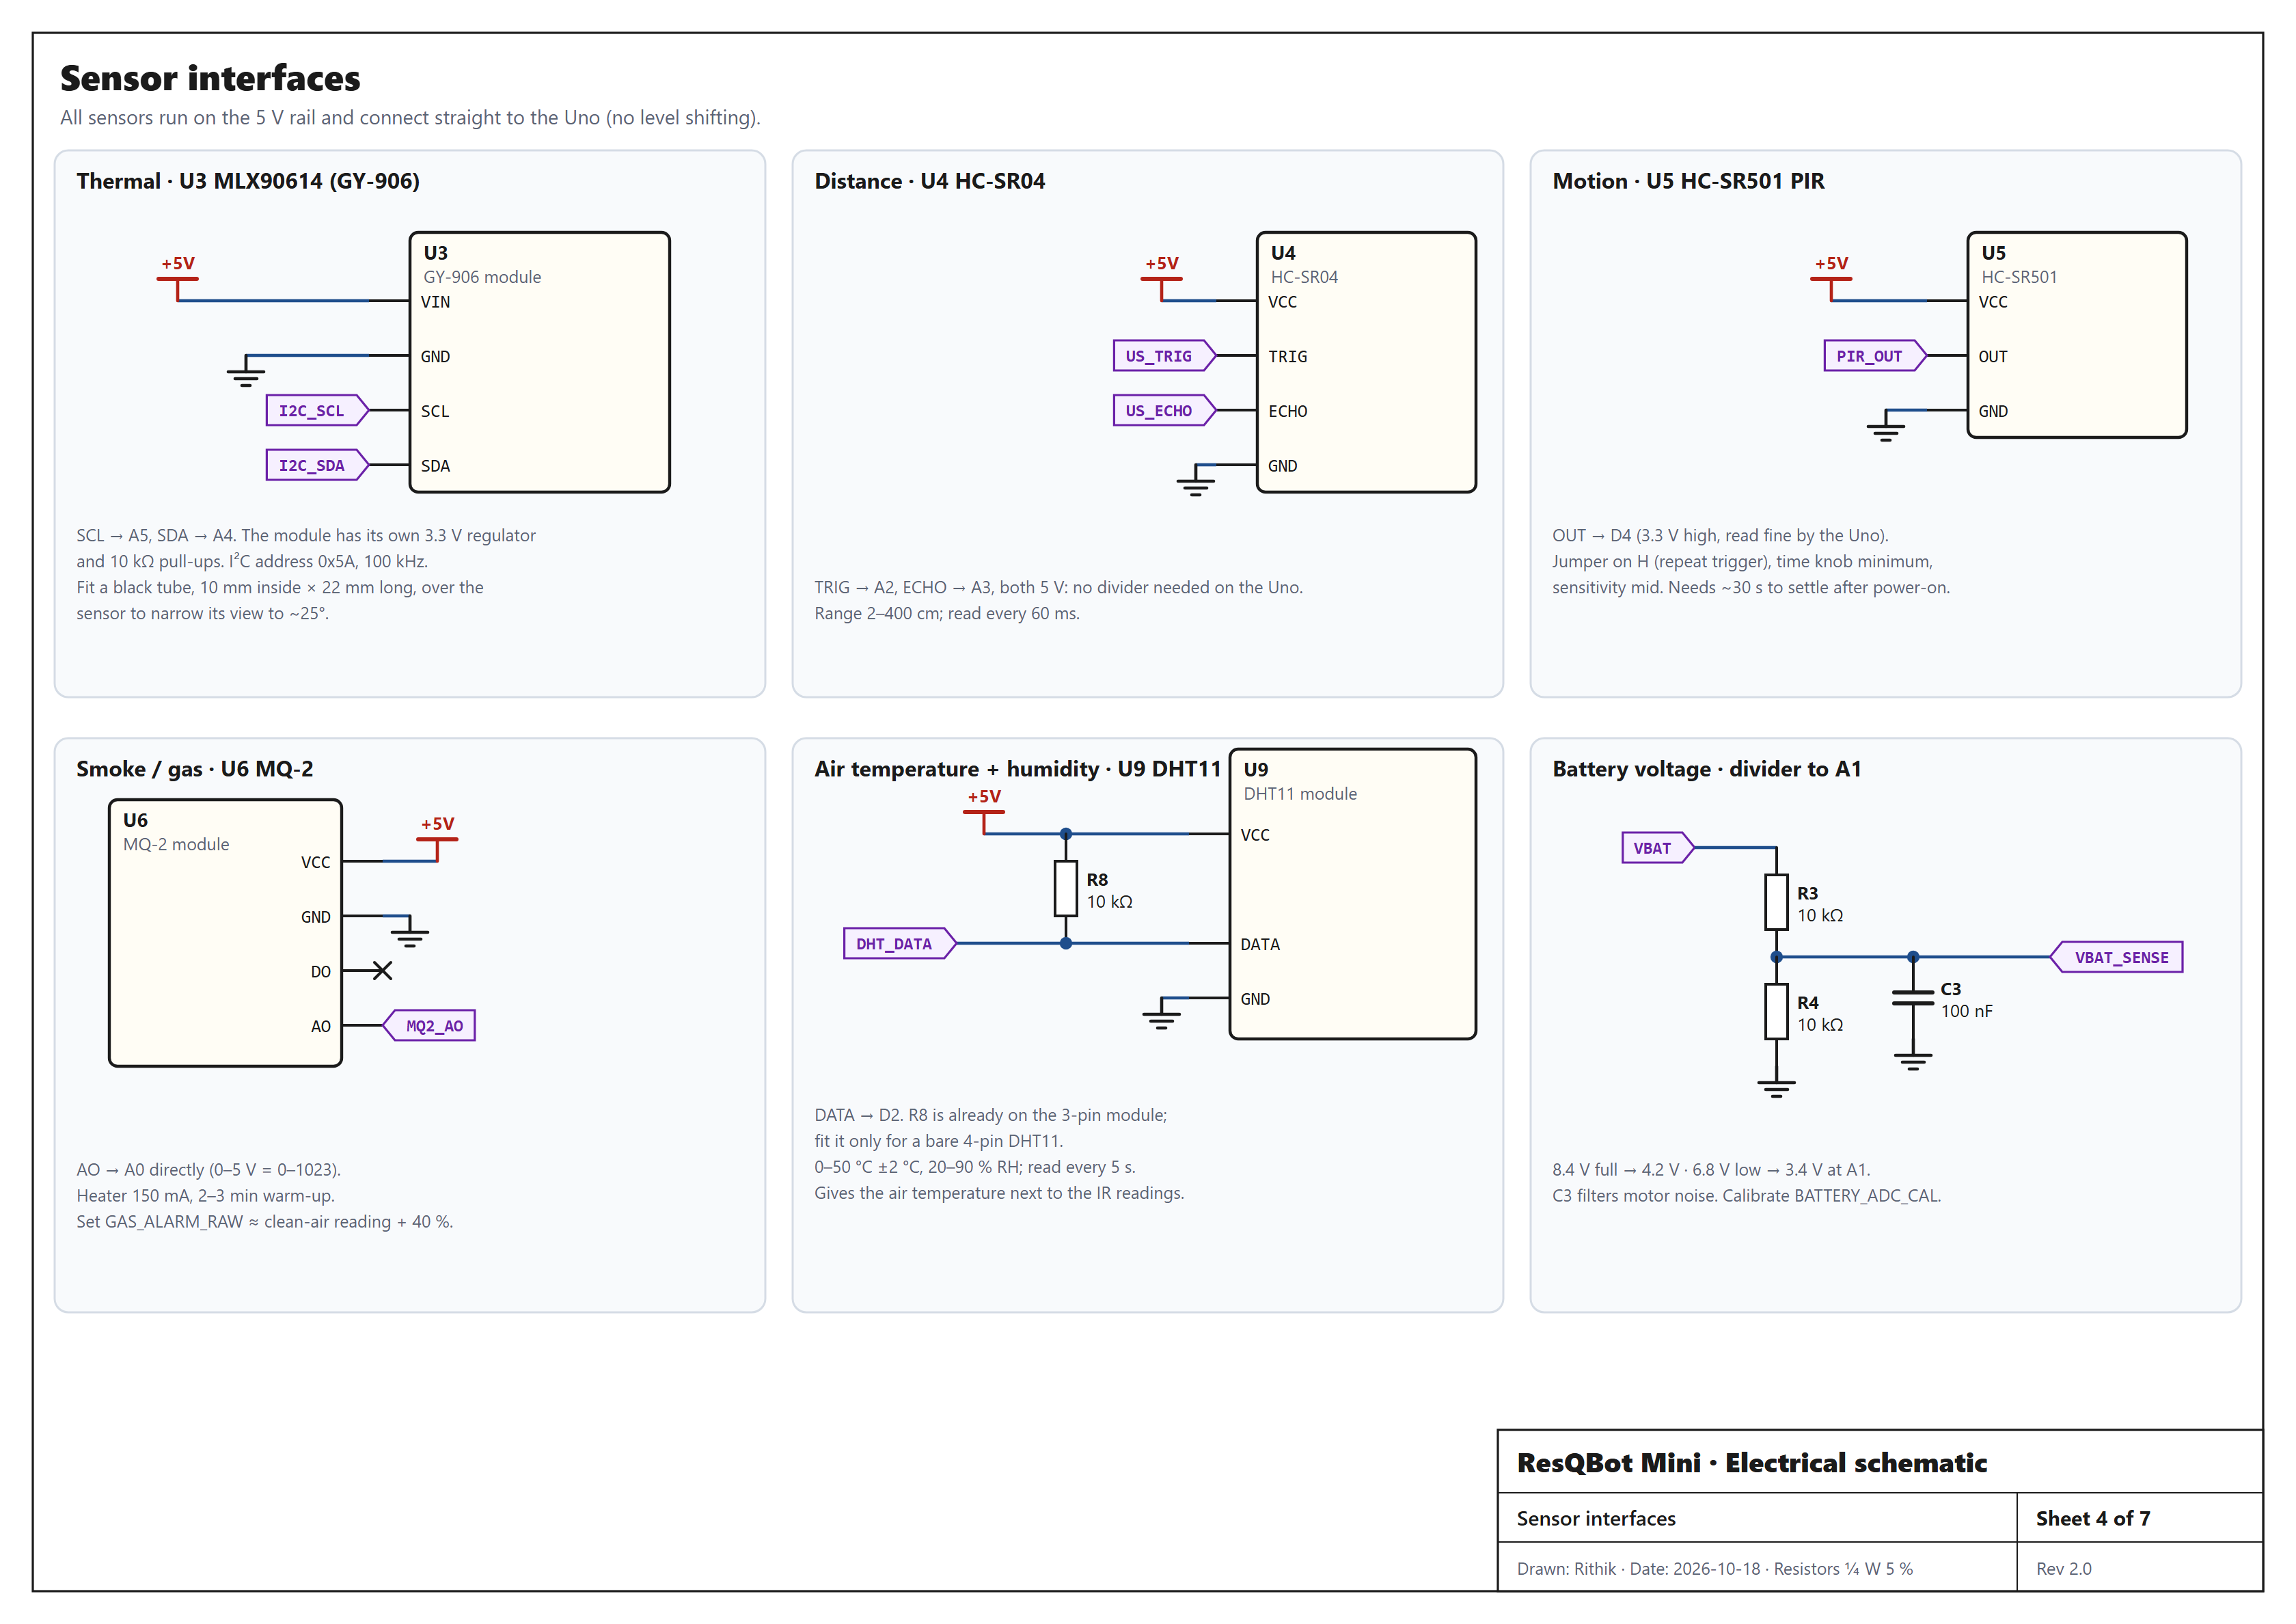 Sensor interfaces
All sensors run on the 5 V rail and connect straight to the Uno (no level shifting).
Thermal · U3 MLX90614 (GY-906)
U3
GY-906 module
+5V
VIN
GND
I2C_SCL
SCL
I2C_SDA
SDA
SCL → A5, SDA → A4. The module has its own 3.3 V regulator
and 10 kΩ pull-ups. I²C address 0x5A, 100 kHz.
Fit a black tube, 10 mm inside × 22 mm long, over the
sensor to narrow its view to ~25°.
Distance · U4 HC-SR04
U4
HC-SR04
+5V
VCC
US_TRIG
TRIG
US_ECHO
ECHO
GND
TRIG → A2, ECHO → A3, both 5 V: no divider needed on the Uno.
Range 2–400 cm; read every 60 ms.
Motion · U5 HC-SR501 PIR
U5
HC-SR501
+5V
VCC
PIR_OUT
OUT
GND
OUT → D4 (3.3 V high, read fine by the Uno).
Jumper on H (repeat trigger), time knob minimum,
sensitivity mid. Needs ~30 s to settle after power-on.
Smoke / gas · U6 MQ-2
U6
MQ-2 module
+5V
VCC
GND
DO
AO
MQ2_AO
AO → A0 directly (0–5 V = 0–1023).
Heater 150 mA, 2–3 min warm-up.
Set GAS_ALARM_RAW ≈ clean-air reading + 40 %.
Air temperature + humidity · U9 DHT11
U9
DHT11 module
+5V
VCC
R8
10 kΩ
DHT_DATA
DATA
GND
DATA → D2. R8 is already on the 3-pin module;
fit it only for a bare 4-pin DHT11.
0–50 °C ±2 °C, 20–90 % RH; read every 5 s.
Gives the air temperature next to the IR readings.
Battery voltage · divider to A1
VBAT
R3
10 kΩ
VBAT_SENSE
R4
10 kΩ
C3
100 nF
8.4 V full → 4.2 V · 6.8 V low → 3.4 V at A1.
C3 filters motor noise. Calibrate BATTERY_ADC_CAL.
ResQBot Mini · Electrical schematic
Sensor interfaces
Sheet 4 of 7
Drawn: Rithik · Date: 2026-10-18 · Resistors ¼ W 5 %
Rev 2.0